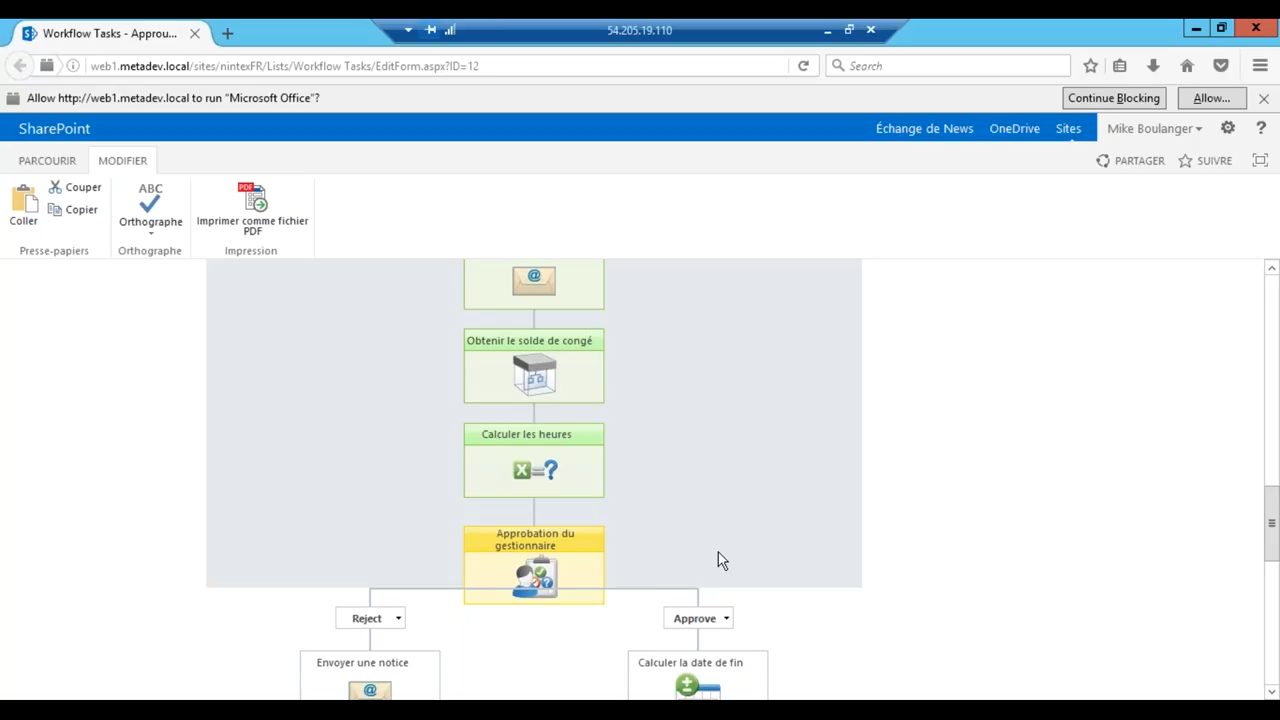 54.205.19.110
Workflow Tasks - Approu...
web1.metadev.local/sites/nintexFR/Lists/Workflow Tasks/EditForm.aspx?ID=12
Search
Allow http://web1.metadev.local to run "Microsoft Office"?
Continue Blocking
Allow...
SharePoint
Échange de News
OneDrive
Sites
Mike Boulanger
PARCOURIR
MODIFIER
PARTAGER
SUIVRE
Coller
Couper
Copier
Presse-papiers
ABC
Orthographe
Orthographe
PDF
Imprimer comme fichier
PDF
Impression
Obtenir le solde de congé
Calculer les heures
Approbation du
gestionnaire
Reject
Approve
Envoyer une notice
Calculer la date de fin